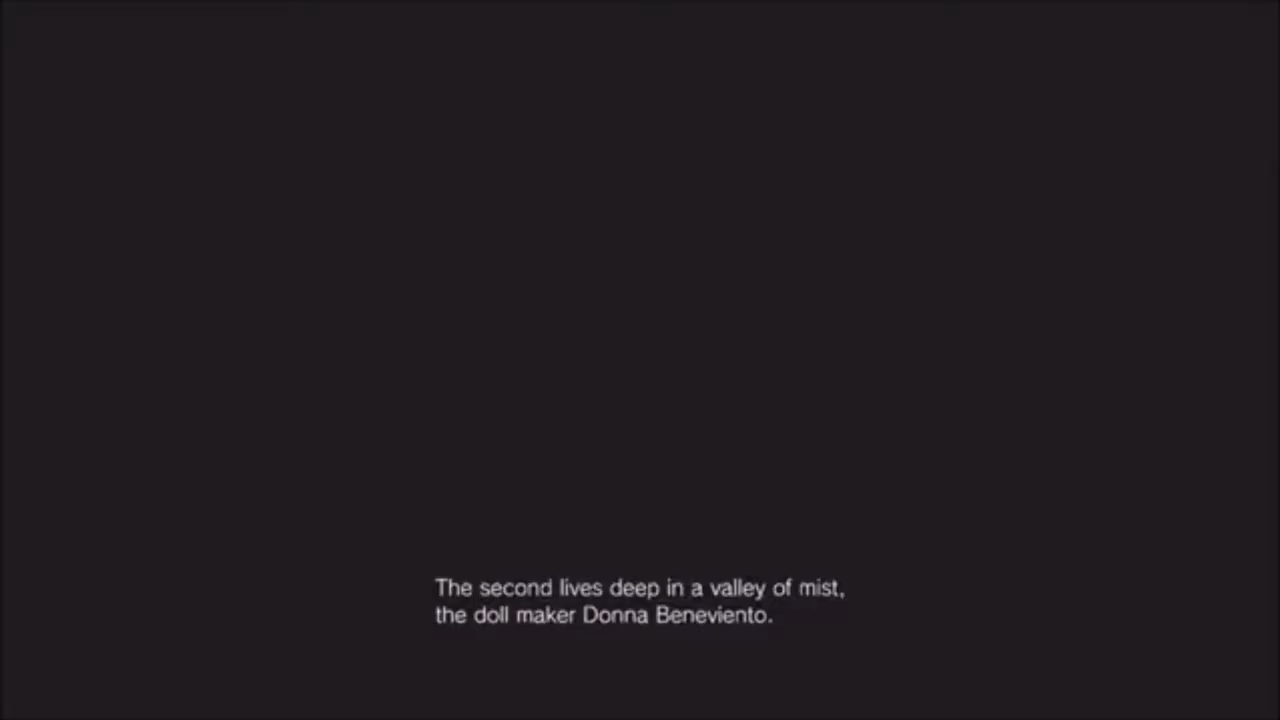 The second lives deep in a valley of mist,
the doll maker Donna Beneviento.